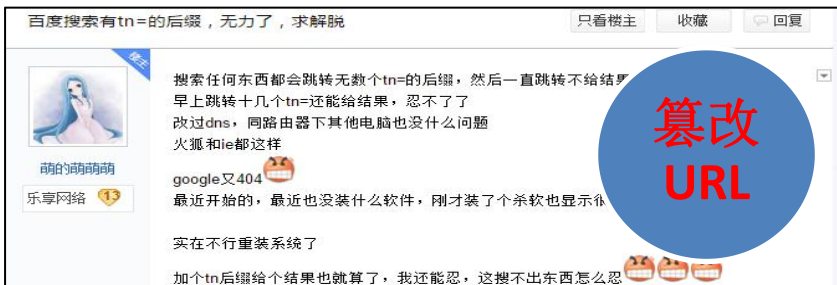 百度搜索有tn=的后缀，无力了，求解脱
只看楼主
收藏
回复
楼主
搜索任何东西都会跳转无数个tn=的后缀，然后一直跳转不给结果
早上跳转十几个tn=还能给结果，忍不了了
改过dns，同路由器下其他电脑也没什么问题
火狐和ie都这样
google又404
最近开始的，最近也没装什么软件，刚才装了个杀软也显示很
实在不行重装系统了
加个tn后缀给个结果也就算了，我还能忍，这搜不出东西怎么忍
萌的萌萌萌
乐享网络 13
篡改
URL